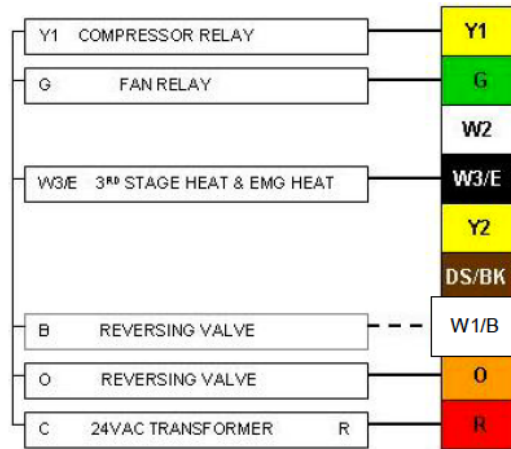 Y1 COMPRESSOR RELAY Y1
G FAN RELAY G
W2
W3/E 3RD STAGE HEAT & EMG HEAT W3/E
Y2
DS/BK
B REVERSING VALVE W1/B
O REVERSING VALVE O
C 24VAC TRANSFORMER R R